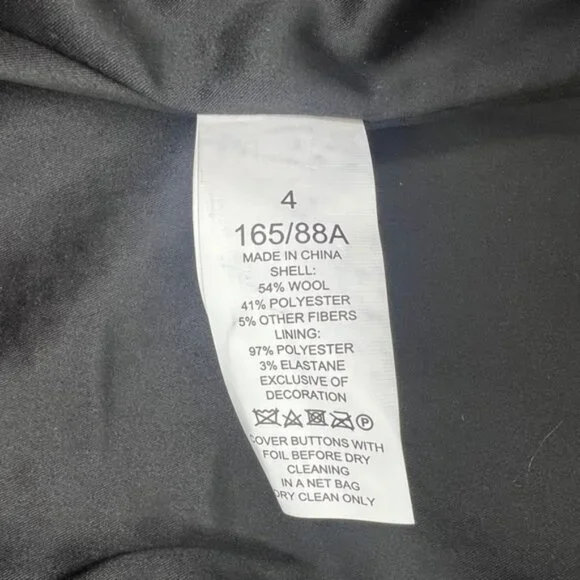 4
165/88A
MADE IN CHINA
SHELL:
54% WOOL
41% POLYESTER
5% OTHER FIBERS
LINING:
97% POLYESTER
3% ELASTANE
EXCLUSIVE OF
DECORATION
P
COVER BUTTONS WITH
FOIL BEFORE DRY
CLEANING
IN A NET BAG
DRY CLEAN ONLY